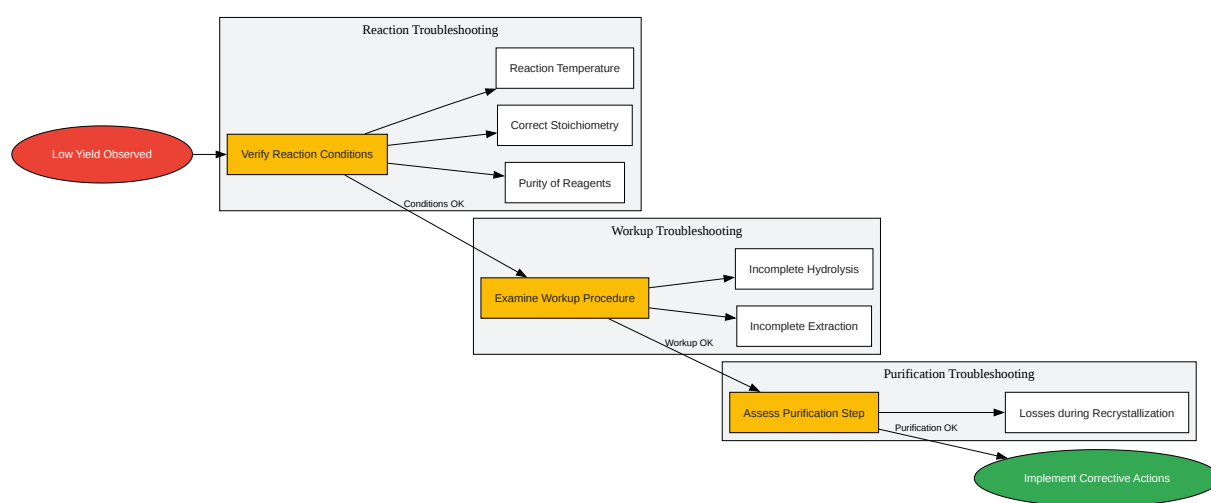 Reaction Troubleshooting
Reaction Temperature
Correct Stoichiometry
Low Yield Observed
Verify Reaction Conditions
Purity of Reagents
Conditions OK
Workup Troubleshooting
Incomplete Hydrolysis
Examine Workup Procedure
Incomplete Extraction
Workup OK
Purification Troubleshooting
Assess Purification Step
Losses during Recrystallization
Purification OK
Implement Corrective Actions